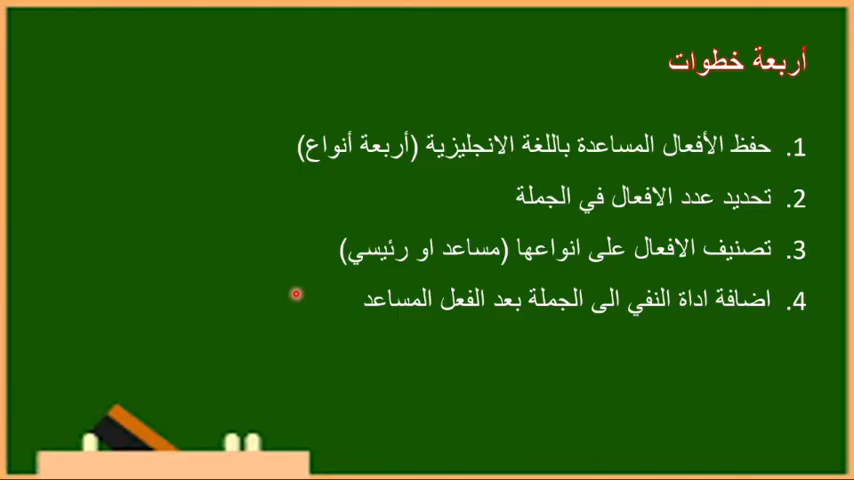 أربعة خطوات
1. حفظ الأفعال المساعدة باللغة الانجليزية (أربعة أنواع)
2. تحديد عدد الافعال في الجملة
3. تصنيف الافعال على انواعها (مساعد او رئيسي)
4. اضافة اداة النفي الى الجملة بعد الفعل المساعد